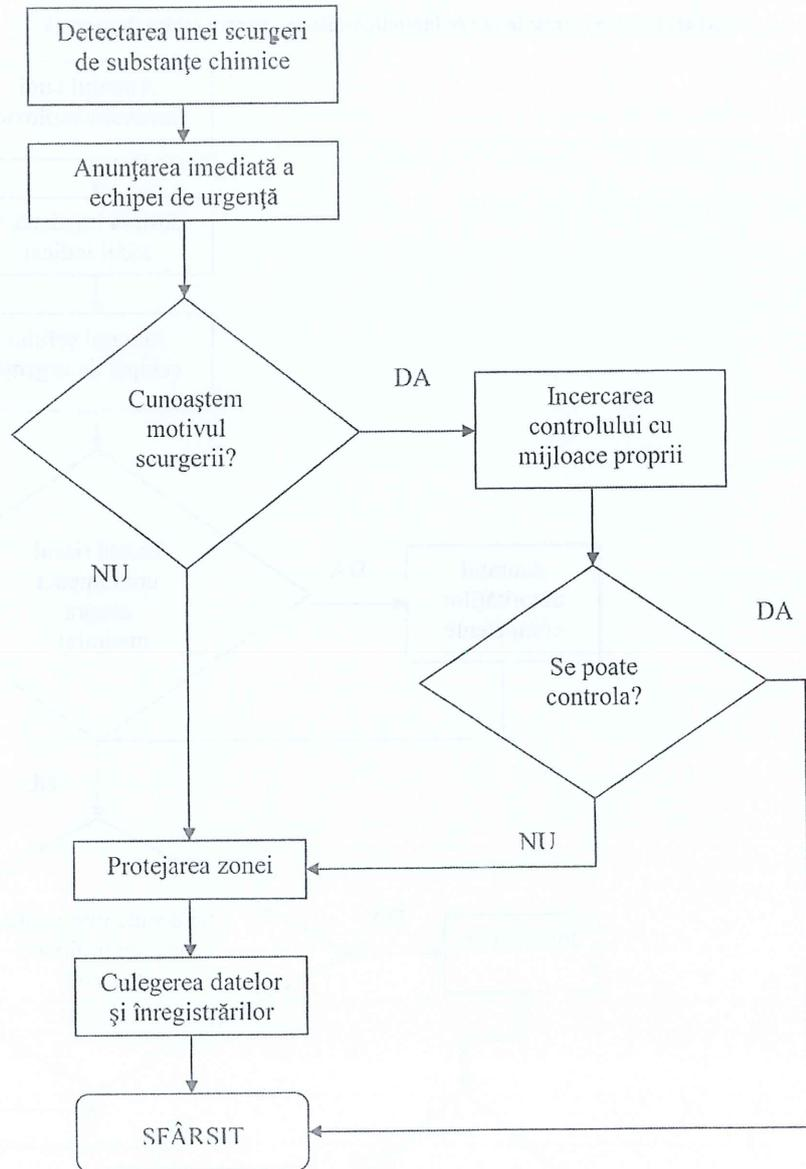 Detectarea unei scurgeri
de substanţe chimice
Anunţarea imediată a
echipei de urgenţă
Cunoaştem
motivul
scurgerii?
DA
Incercarea
controlului cu
mijloace proprii
NU
DA
Se poate
controla?
NU
Protejarea zonei
Culegerea datelor
şi înregistrărilor
SFÂRSIT